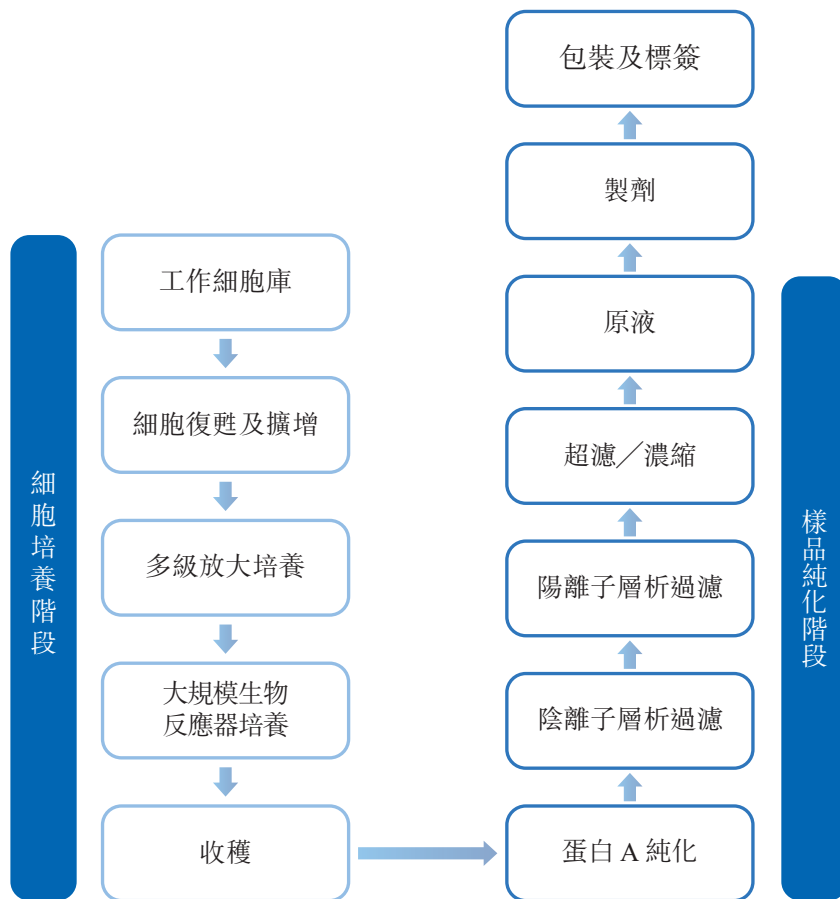 細胞培養階段
工作細胞庫
細胞復甦及擴增
多級放大培養
大規模生物
反應器培養
收穫
蛋白 A 純化
陰離子層析過濾
陽離子層析過濾
超濾／濃縮
原液
製劑
包裝及標簽
樣品純化階段